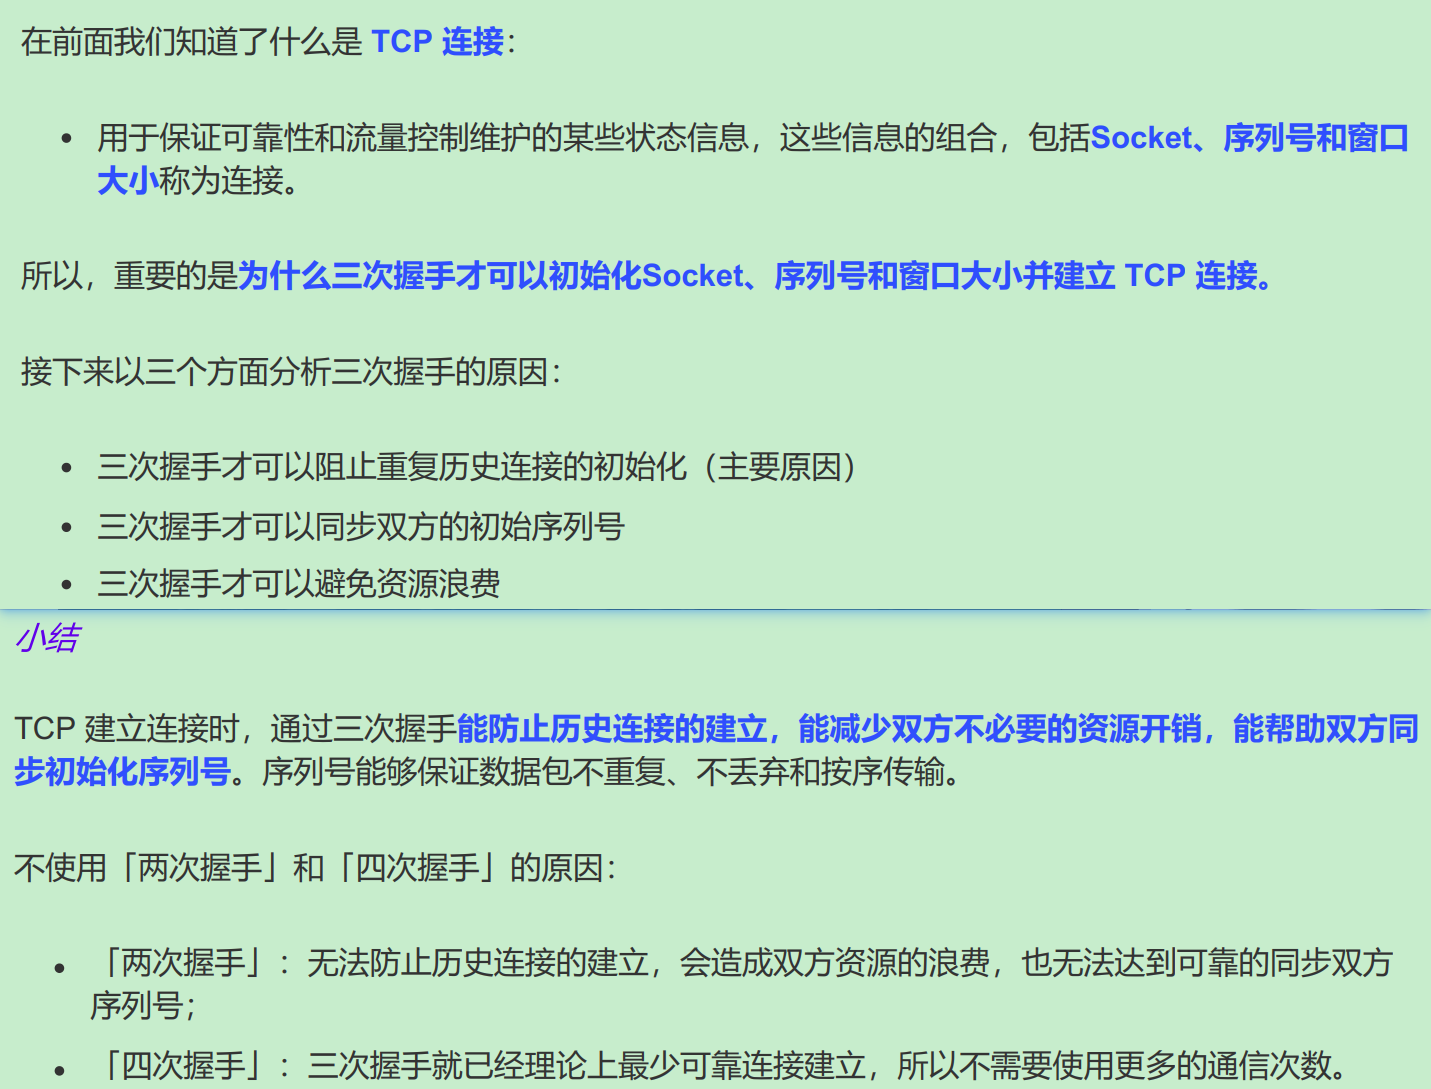 在前面我们知道了什么是 TCP 连接：
• 用于保证可靠性和流量控制维护的某些状态信息，这些信息的组合，包括Socket、序列号和窗口
大小称为连接。
所以，重要的是为什么三次握手才可以初始化Socket、序列号和窗口大小并建立 TCP 连接。
接下来以三个方面分析三次握手的原因：
• 三次握手才可以阻止重复历史连接的初始化（主要原因）
• 三次握手才可以同步双方的初始序列号
• 三次握手才可以避免资源浪费
小结
TCP 建立连接时，通过三次握手能防止历史连接的建立，能减少双方不必要的资源开销，能帮助双方同
步初始化序列号。序列号能够保证数据包不重复、不丢弃和按序传输。
不使用「两次握手」和「四次握手」的原因：
• 「两次握手」：无法防止历史连接的建立，会造成双方资源的浪费，也无法达到可靠的同步双方
序列号；
• 「四次握手」：三次握手就已经理论上最少可靠连接建立，所以不需要使用更多的通信次数。